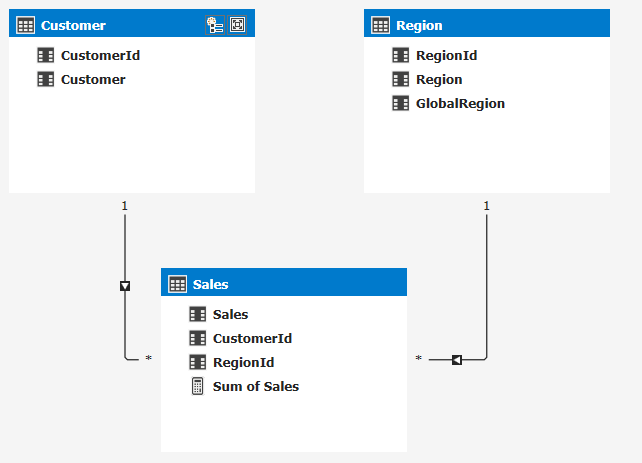 Customer
CustomerId
Customer
Region
RegionId
Region
GlobalRegion
1
1
Sales
Sales
CustomerId
RegionId
Sum of Sales
*
*